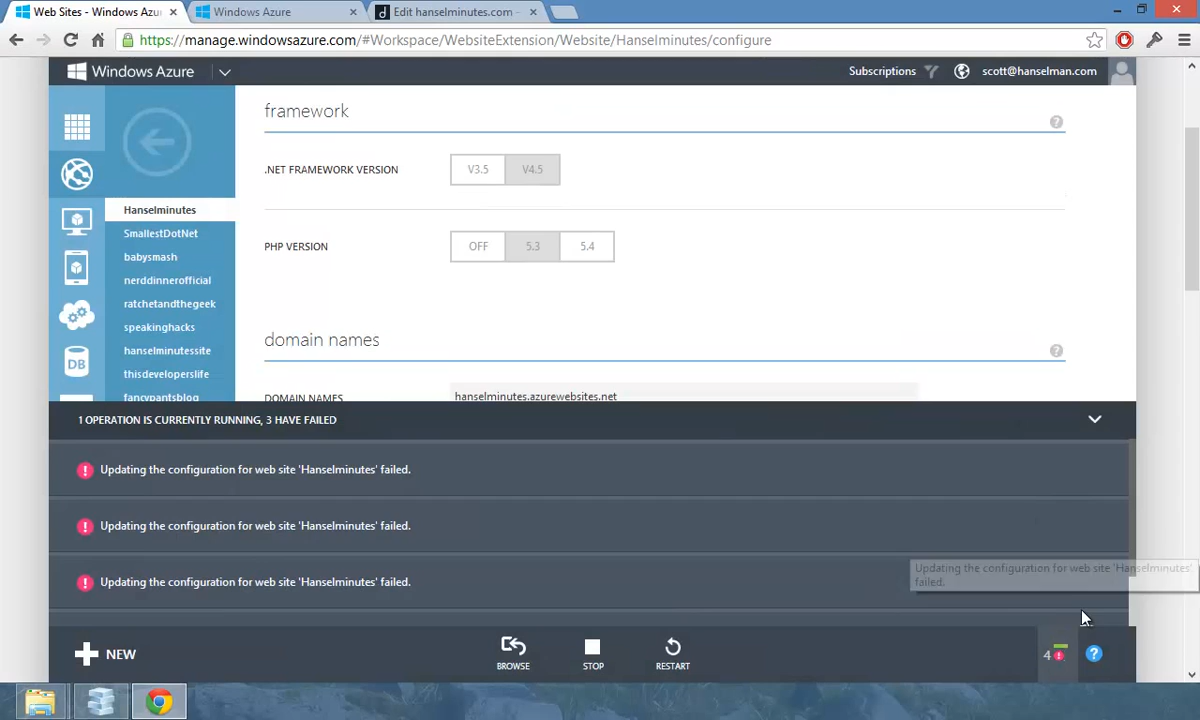 Web Sites - Windows Azu
Windows Azure
Edit hanselminutes.com -
https://manage.windowsazure.com/#Workspace/WebsiteExtension/Website/Hanselminutes/configure
Windows Azure
Subscriptions
scott@hanselman.com
framework
?
.NET FRAMEWORK VERSION
V3.5
V4.5
Hanselminutes
SmallestDotNet
babysmash
nerddinnerofficial
ratchetandthegeek
speakinghacks
hanselminutessite
thisdeveloperslife
fancypantsblog
DB
PHP VERSION
OFF
5.3
5.4
domain names
?
DOMAIN NAMES
hanselminutes.azurewebsites.net
1 OPERATION IS CURRENTLY RUNNING, 3 HAVE FAILED
! Updating the configuration for web site 'Hanselminutes' failed.
! Updating the configuration for web site 'Hanselminutes' failed.
! Updating the configuration for web site 'Hanselminutes' failed.
Updating the configuration for web site 'Hanselminutes'
failed.
NEW
BROWSE
STOP
RESTART
4
!
?